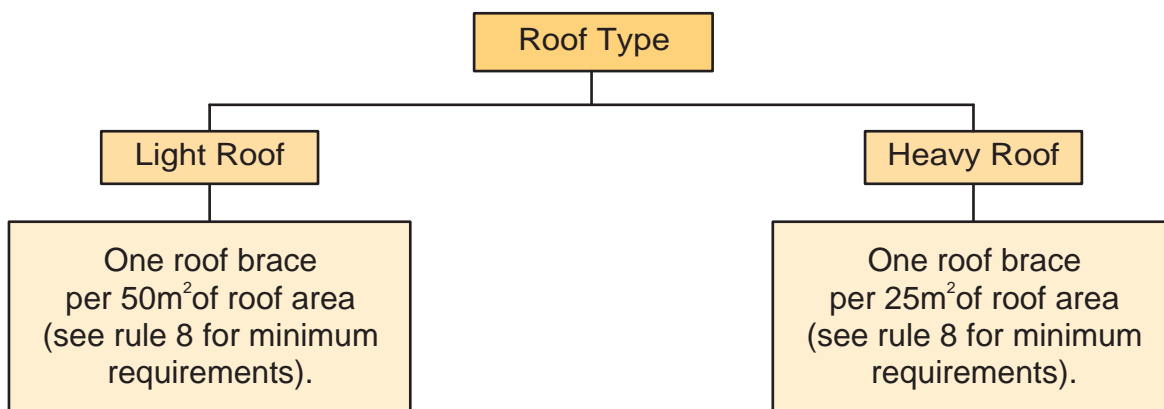 Roof Type
Light Roof
Heavy Roof
One roof brace
per 50m²of roof area
(see rule 8 for minimum
requirements).
One roof brace
per 25m²of roof area
(see rule 8 for minimum
requirements).